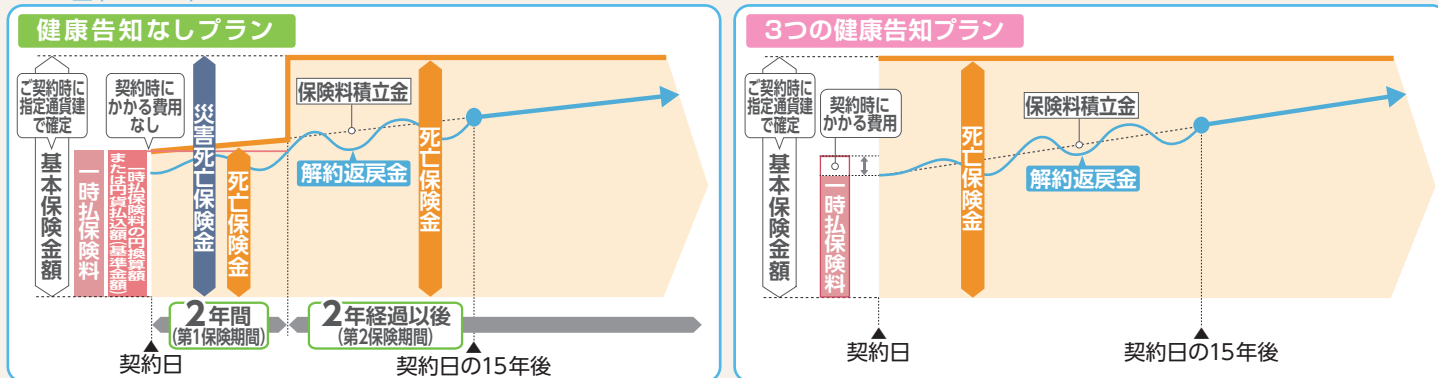 健康告知なしプラン
ご契約時に
指定通貨建
で確定
契約時に
かかる費用
なし
基本保険金額
一時払保険料
一時払保険料の円換算額
または円貨払込額(基準金額)
災害死亡保険金
死亡保険金
保険料積立金
解約返戻金
死亡保険金
2年間
(第1保険期間)
2年経過以後
(第2保険期間)
契約日
契約日の15年後
3つの健康告知プラン
ご契約時に
指定通貨建
で確定
契約時に
かかる費用
基本保険金額
一時払保険料
死亡保険金
保険料積立金
解約返戻金
契約日
契約日の15年後